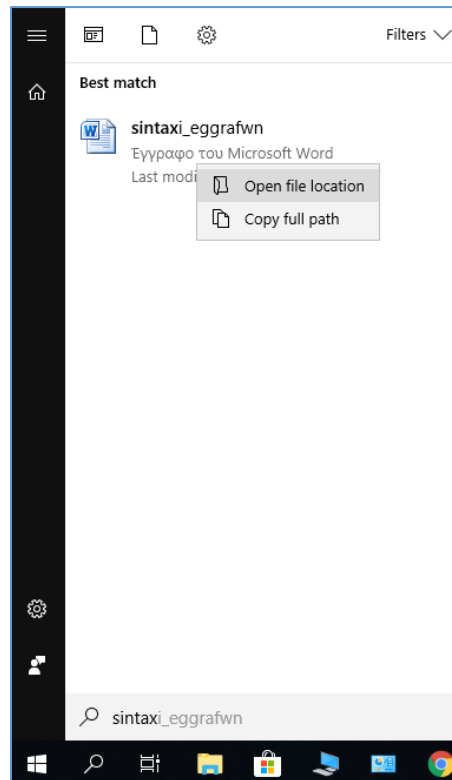 Filters
Best match
sintaxi_eggrafwn
Έγγραφο του Microsoft Word
Last modi
Open file location
Copy full path
sintaxi_eggrafwn